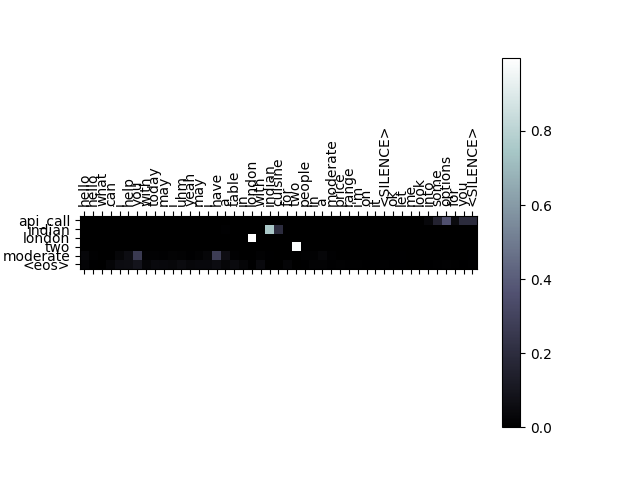 hello
hello
what
can
i
help
you
with
today
may
i
uhm
yeah
may
i
have
a
table
in
london
with
indian
cuisine
for
two
people
in
a
moderate
price
range
i'm
on
it
<SILENCE>
ok
let
me
look
into
some
options
for
you
<SILENCE>
api_call
indian
london
two
moderate
<eos>
0.8
0.6
0.4
0.2
0.0